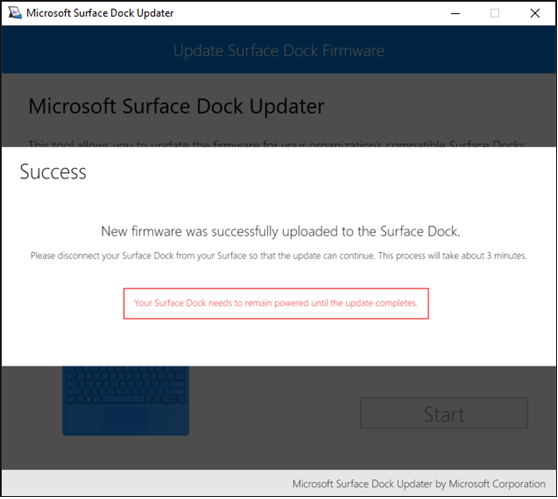 Microsoft Surface Dock Updater
Update Surface Dock Firmware
Microsoft Surface Dock Updater
This tool allows you to update the firmware for your organization's compatible Surface Docks
Success
New firmware was successfully uploaded to the Surface Dock.
Please disconnect your Surface Dock from your Surface so that the update can continue. This process will take about 3 minutes.
Your Surface Dock needs to remain powered until the update completes.
Start
Microsoft Surface Dock Updater by Microsoft Corporation